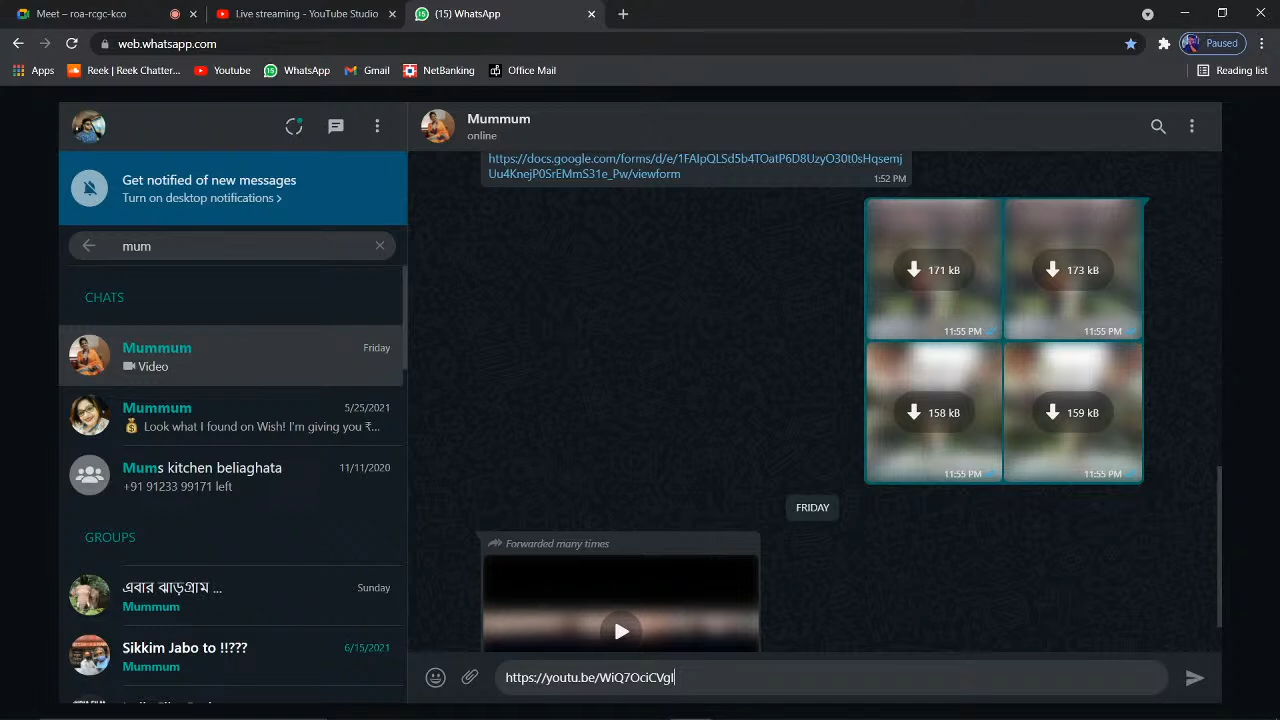 Meet – roa-rcgc-kco
Live streaming - YouTube Studio
(15) WhatsApp
web.whatsapp.com
Paused
Apps
Reek | Reek Chatter...
Youtube
15
WhatsApp
Gmail
NetBanking
Office Mail
Reading list
Mummum
online
Get notified of new messages
Turn on desktop notifications
mum
CHATS
Mummum
Friday
Video
Mummum
5/25/2021
Look what I found on Wish! I'm giving you ₹...
Mums kitchen beliaghata
11/11/2020
+91 91233 99171 left
GROUPS
এবার ঝাড়গ্রাম ...
Sunday
Mummum
Sikkim Jabo to !!???
6/15/2021
Mummum
https://docs.google.com/forms/d/e/1FAIpQLSd5b4TOatP6D8UzyO30t0sHqsemj
Uu4KnejP0SrEMmS31e_Pw/viewform
1:52 PM
171 kB
173 kB
11:55 PM
11:55 PM
158 kB
159 kB
11:55 PM
11:55 PM
FRIDAY
Forwarded many times
https://youtu.be/WiQ7OciCVgI